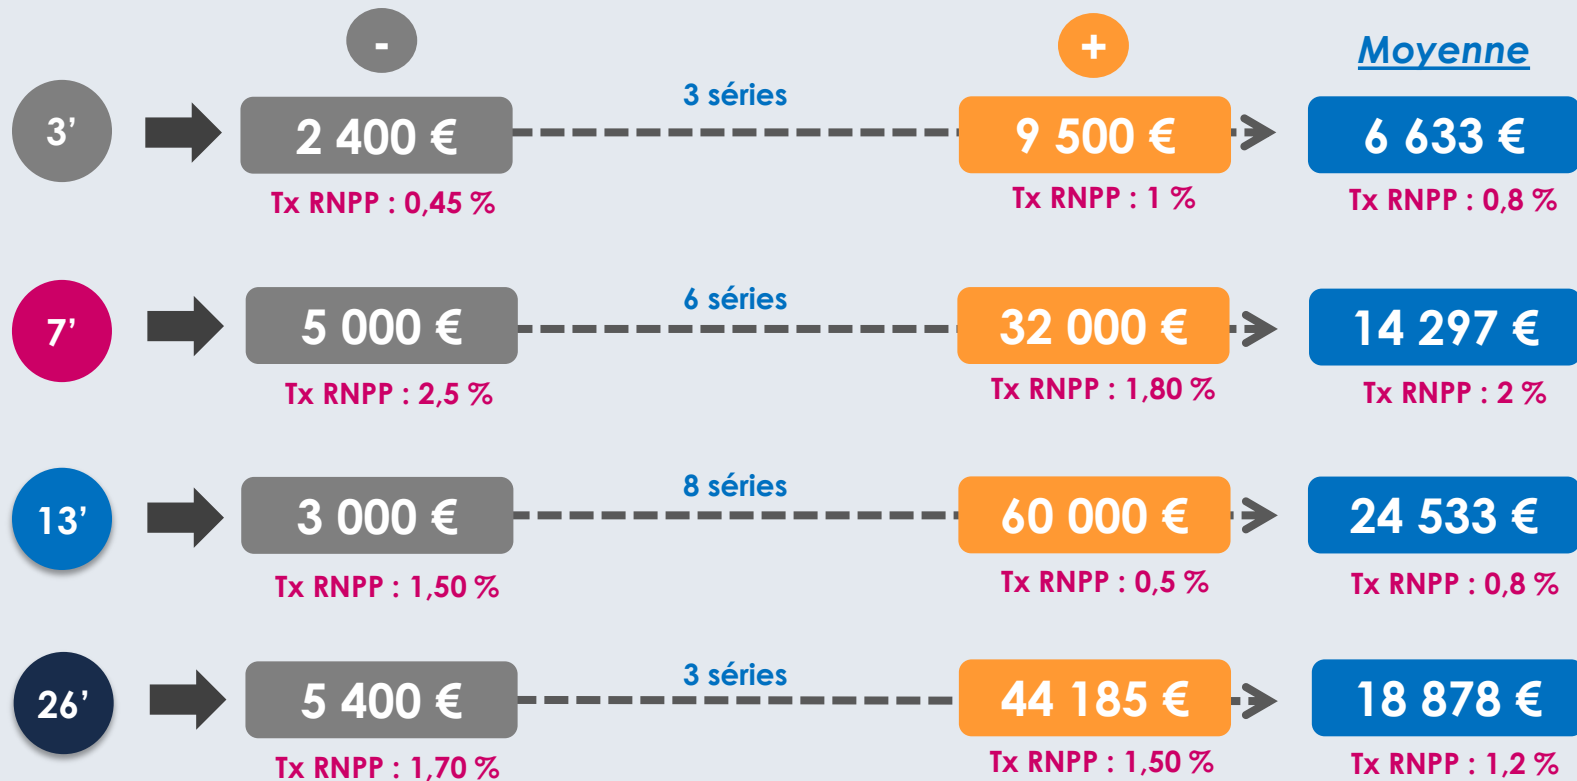 -
+
Moyenne
3 séries
3’
2 400 €
9 500 €
6 633 €
Tx RNPP : 0,45 %
Tx RNPP : 1 %
Tx RNPP : 0,8 %
6 séries
7’
5 000 €
32 000 €
14 297 €
Tx RNPP : 2,5 %
Tx RNPP : 1,80 %
Tx RNPP : 2 %
8 séries
13’
3 000 €
60 000 €
24 533 €
Tx RNPP : 1,50 %
Tx RNPP : 0,5 %
Tx RNPP : 0,8 %
3 séries
26’
5 400 €
44 185 €
18 878 €
Tx RNPP : 1,70 %
Tx RNPP : 1,50 %
Tx RNPP : 1,2 %